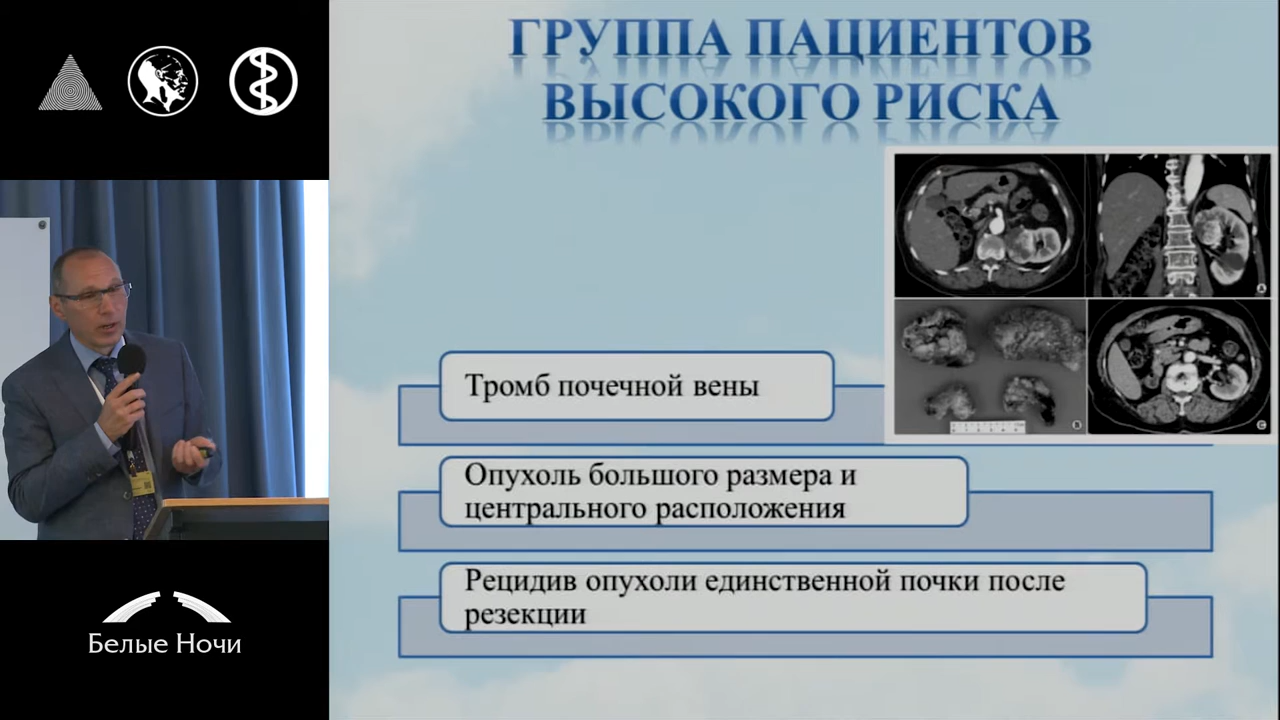 ГРУППА ПАЦИЕНТОВ
ВЫСОКОГО РИСКА
Тромб почечной вены
Опухоль большого размера и
центрального расположения
Рецидив опухоли единственной почки после
резекции
A
B
C
Белые Ночи